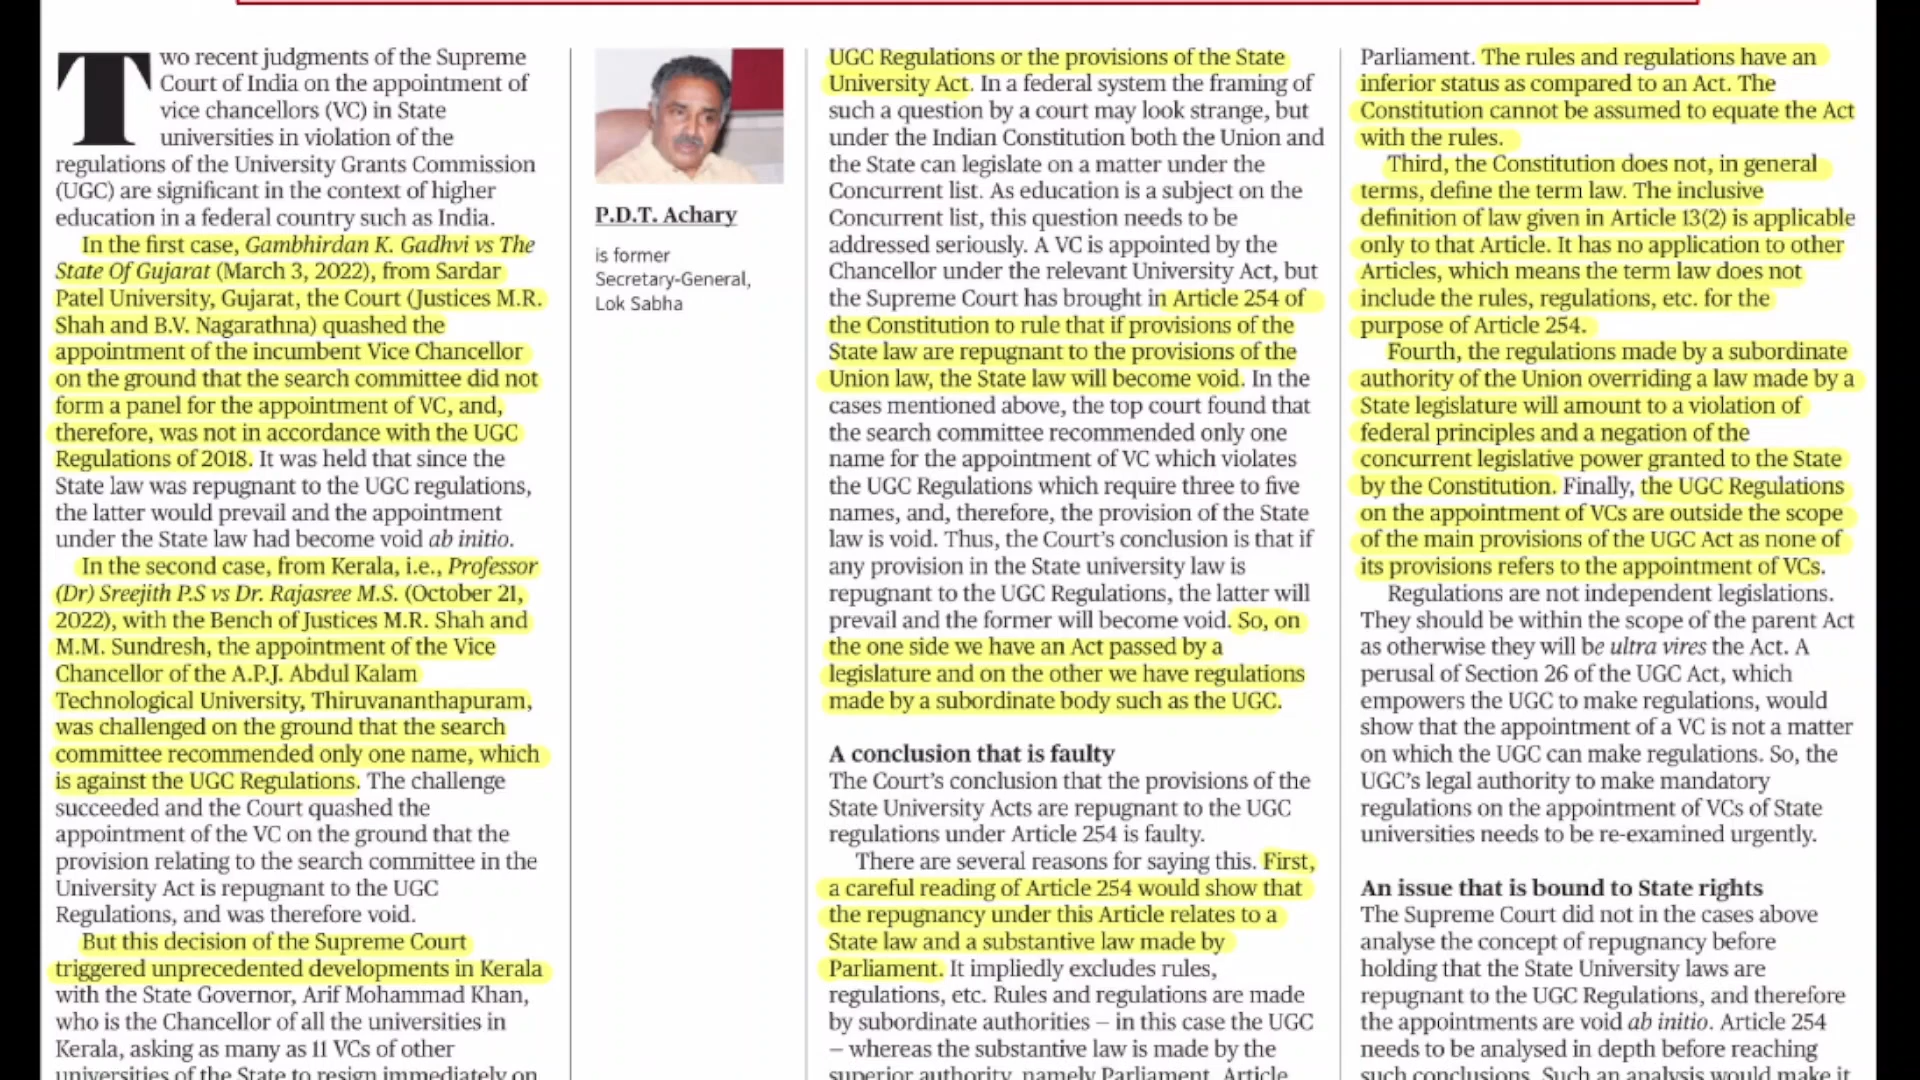 Two recent judgments of the Supreme
Court of India on the appointment of
vice chancellors (VC) in State
universities in violation of the
regulations of the University Grants Commission
(UGC) are significant in the context of higher
education in a federal country such as India.
In the first case, Gambhirdan K. Gadhvi vs The
State Of Gujarat (March 3, 2022), from Sardar
Patel University, Gujarat, the Court (Justices M.R.
Shah and B.V. Nagarathna) quashed the
appointment of the incumbent Vice Chancellor
on the ground that the search committee did not
form a panel for the appointment of VC, and,
therefore, was not in accordance with the UGC
Regulations of 2018. It was held that since the
State law was repugnant to the UGC regulations,
the latter would prevail and the appointment
under the State law had become void ab initio.
In the second case, from Kerala, i.e., Professor
(Dr) Sreejith P.S vs Dr. Rajasree M.S. (October 21,
2022), with the Bench of Justices M.R. Shah and
M.M. Sundresh, the appointment of the Vice
Chancellor of the A.P.J. Abdul Kalam
Technological University, Thiruvananthapuram,
was challenged on the ground that the search
committee recommended only one name, which
is against the UGC Regulations. The challenge
succeeded and the Court quashed the
appointment of the VC on the ground that the
provision relating to the search committee in the
University Act is repugnant to the UGC
Regulations, and was therefore void.
But this decision of the Supreme Court
triggered unprecedented developments in Kerala
with the State Governor, Arif Mohammad Khan,
who is the Chancellor of all the universities in
Kerala, asking as many as 11 VCs of other
universities of the State to resign immediately on
P.D.T. Achary
is former
Secretary-General,
Lok Sabha
UGC Regulations or the provisions of the State
University Act. In a federal system the framing of
such a question by a court may look strange, but
under the Indian Constitution both the Union and
the State can legislate on a matter under the
Concurrent list. As education is a subject on the
Concurrent list, this question needs to be
addressed seriously. A VC is appointed by the
Chancellor under the relevant University Act, but
the Supreme Court has brought in Article 254 of
the Constitution to rule that if provisions of the
State law are repugnant to the provisions of the
Union law, the State law will become void. In the
cases mentioned above, the top court found that
the search committee recommended only one
name for the appointment of VC which violates
the UGC Regulations which require three to five
names, and, therefore, the provision of the State
law is void. Thus, the Court's conclusion is that if
any provision in the State university law is
repugnant to the UGC Regulations, the latter will
prevail and the former will become void. So, on
the one side we have an Act passed by a
legislature and on the other we have regulations
made by a subordinate body such as the UGC.
A conclusion that is faulty
The Court's conclusion that the provisions of the
State University Acts are repugnant to the UGC
regulations under Article 254 is faulty.
There are several reasons for saying this. First,
a careful reading of Article 254 would show that
the repugnancy under this Article relates to a
State law and a substantive law made by
Parliament. It impliedly excludes rules,
regulations, etc. Rules and regulations are made
by subordinate authorities — in this case the UGC
— whereas the substantive law is made by the
superior authority, namely Parliament. Article
Parliament. The rules and regulations have an
inferior status as compared to an Act. The
Constitution cannot be assumed to equate the Act
with the rules.
Third, the Constitution does not, in general
terms, define the term law. The inclusive
definition of law given in Article 13(2) is applicable
only to that Article. It has no application to other
Articles, which means the term law does not
include the rules, regulations, etc. for the
purpose of Article 254.
Fourth, the regulations made by a subordinate
authority of the Union overriding a law made by a
State legislature will amount to a violation of
federal principles and a negation of the
concurrent legislative power granted to the State
by the Constitution. Finally, the UGC Regulations
on the appointment of VCs are outside the scope
of the main provisions of the UGC Act as none of
its provisions refers to the appointment of VCs.
Regulations are not independent legislations.
They should be within the scope of the parent Act
as otherwise they will be ultra vires the Act. A
perusal of Section 26 of the UGC Act, which
empowers the UGC to make regulations, would
show that the appointment of a VC is not a matter
on which the UGC can make regulations. So, the
UGC's legal authority to make mandatory
regulations on the appointment of VCs of State
universities needs to be re-examined urgently.
An issue that is bound to State rights
The Supreme Court did not in the cases above
analyse the concept of repugnancy before
holding that the State University laws are
repugnant to the UGC Regulations, and therefore
the appointments are void ab initio. Article 254
needs to be analysed in depth before reaching
such conclusions. Such an analysis would make it